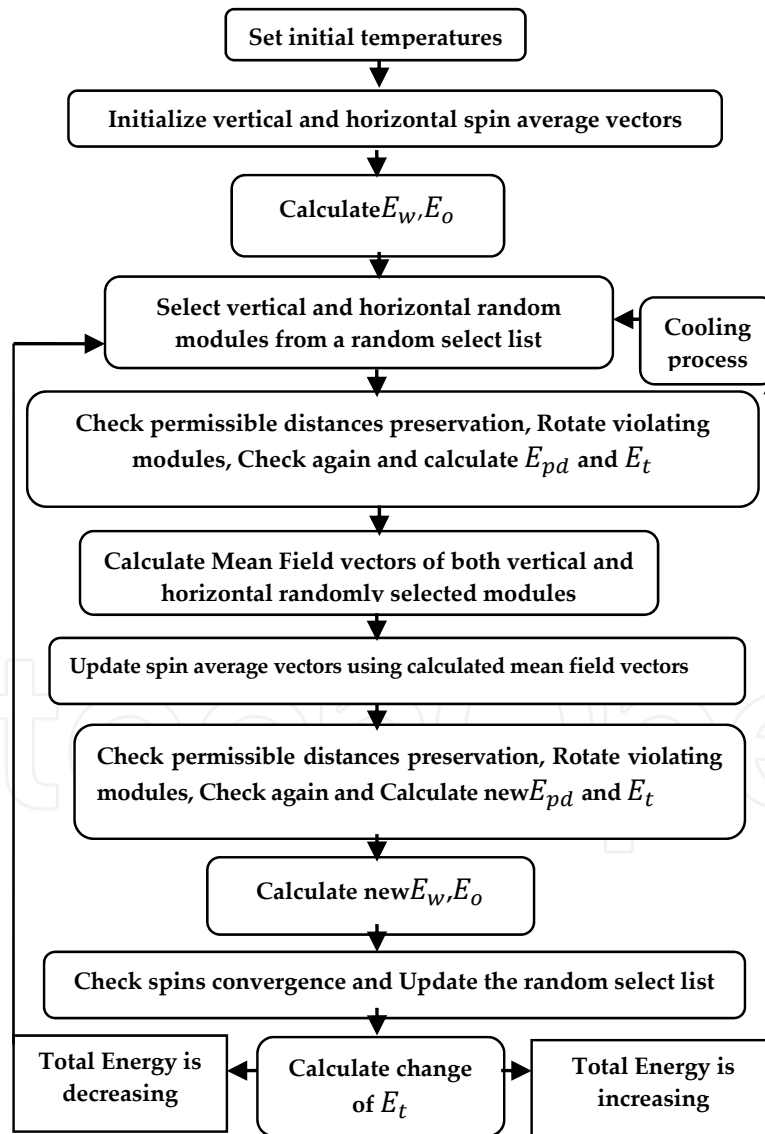 Set initial temperatures
Initialize vertical and horizontal spin average vectors
Calculate E_w, E_o
Select vertical and horizontal random
modules from a random select list
Cooling
process
Check permissible distances preservation, Rotate violating
modules, Check again and calculate E_pd and E_t
Calculate Mean Field vectors of both vertical and
horizontal randomly selected modules
Update spin average vectors using calculated mean field vectors
Check permissible distances preservation, Rotate violating
modules, Check again and Calculate new E_pd and E_t
Calculate new E_w, E_o
Check spins convergence and Update the random select list
Total Energy is
decreasing
Calculate change
of E_t
Total Energy is
increasing